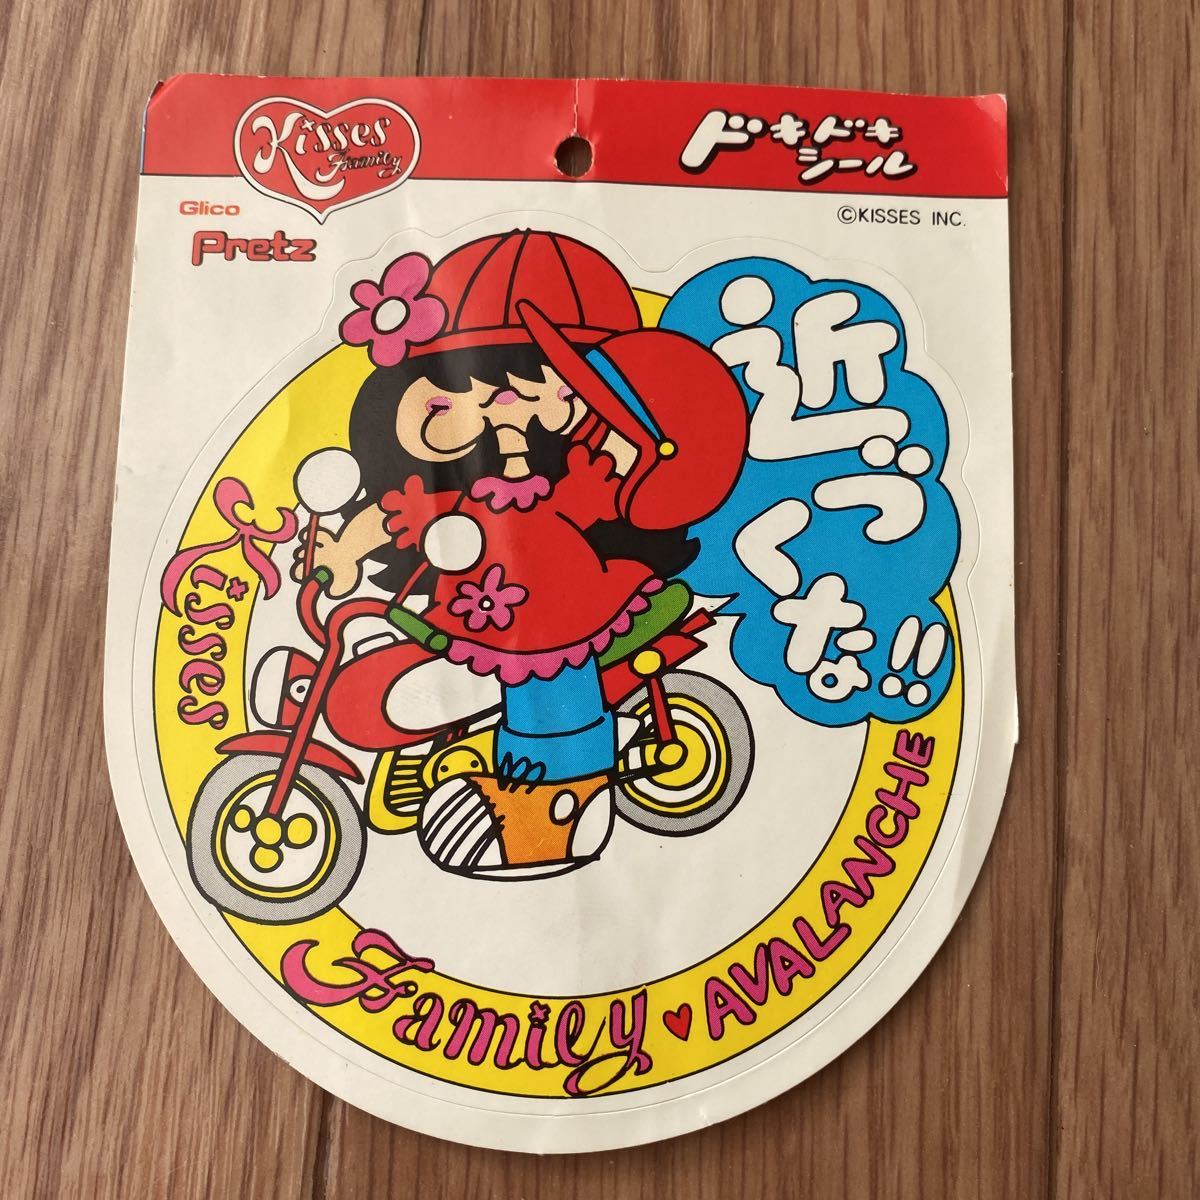 Kisses
Family
ドキドキ
シール
Glico
Pretz
©KISSES INC.
近づくな!!
Kisses
Family ♥ AVALANCHE